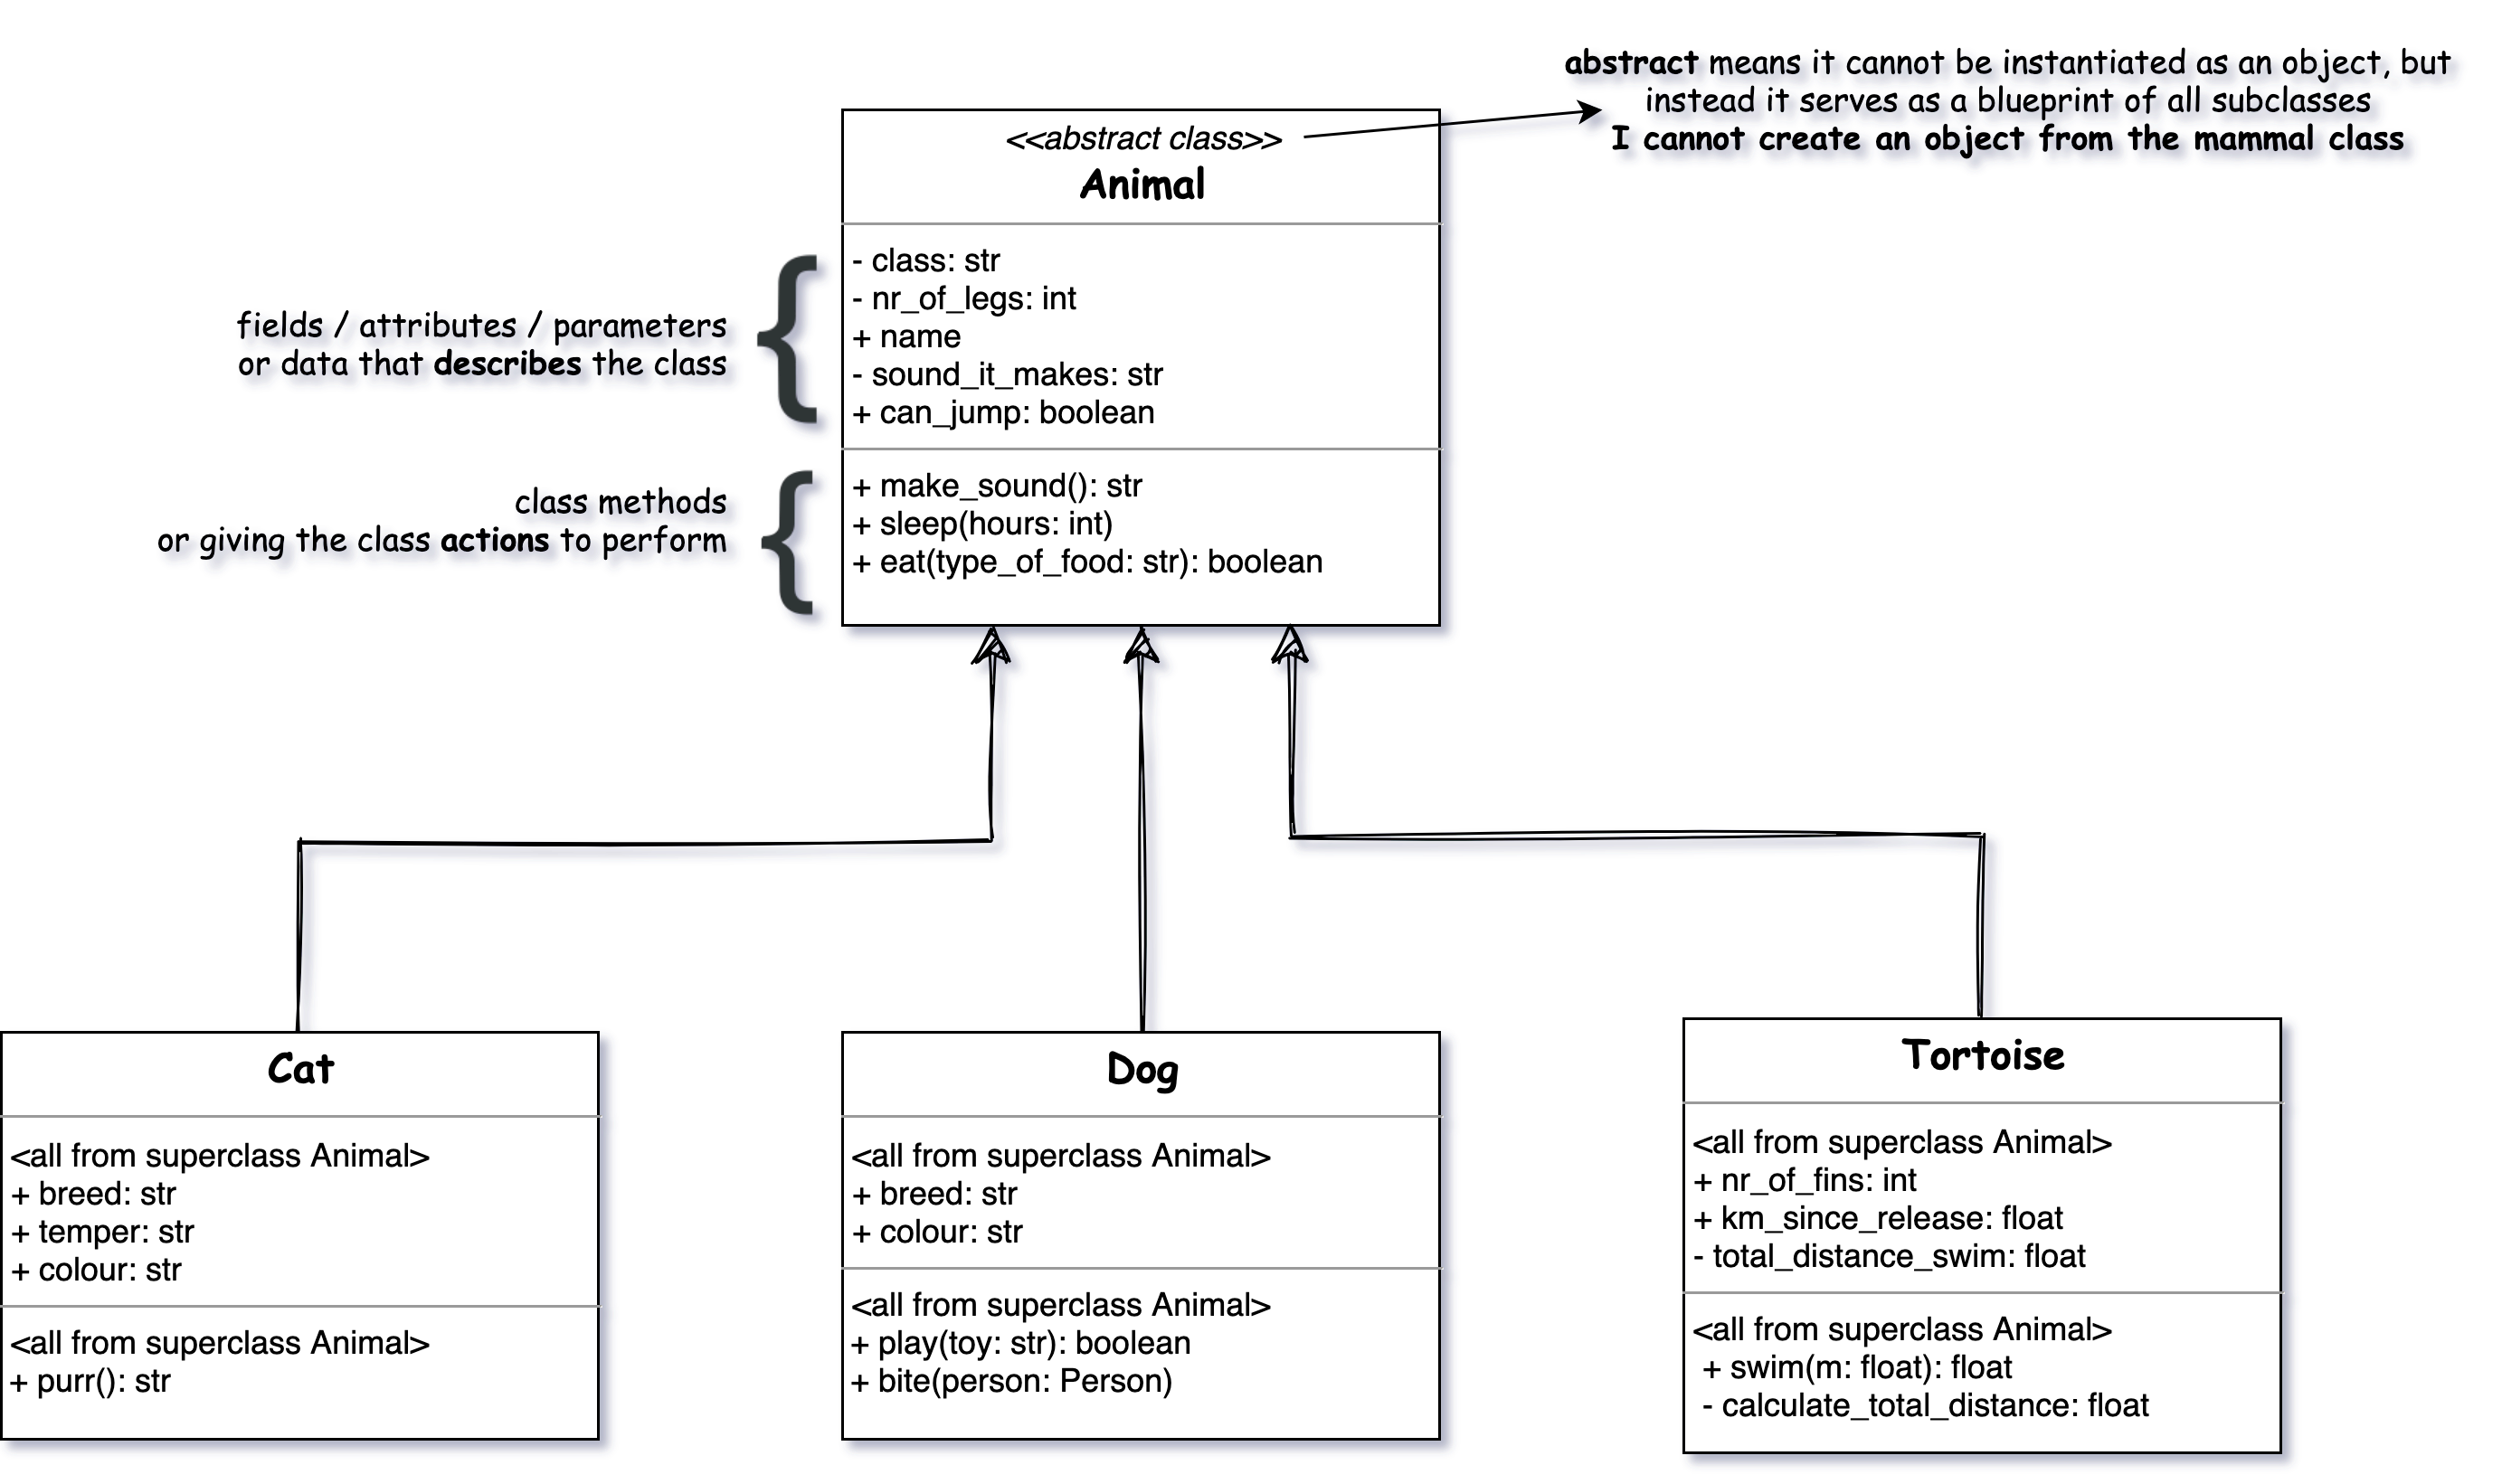 abstract means it cannot be instantiated as an object, but
instead it serves as a blueprint of all subclasses
I cannot create an object from the mammal class
<<abstract class>>
Animal
- class: str
- nr_of_legs: int
+ name
- sound_it_makes: str
+ can_jump: boolean
fields / attributes / parameters
or data that describes the class
+ make_sound(): str
+ sleep(hours: int)
+ eat(type_of_food: str): boolean
class methods
or giving the class actions to perform
Cat
<all from superclass Animal>
+ breed: str
+ temper: str
+ colour: str
<all from superclass Animal>
+ purr(): str
Dog
<all from superclass Animal>
+ breed: str
+ colour: str
<all from superclass Animal>
+ play(toy: str): boolean
+ bite(person: Person)
Tortoise
<all from superclass Animal>
+ nr_of_fins: int
+ km_since_release: float
- total_distance_swim: float
<all from superclass Animal>
+ swim(m: float): float
- calculate_total_distance: float